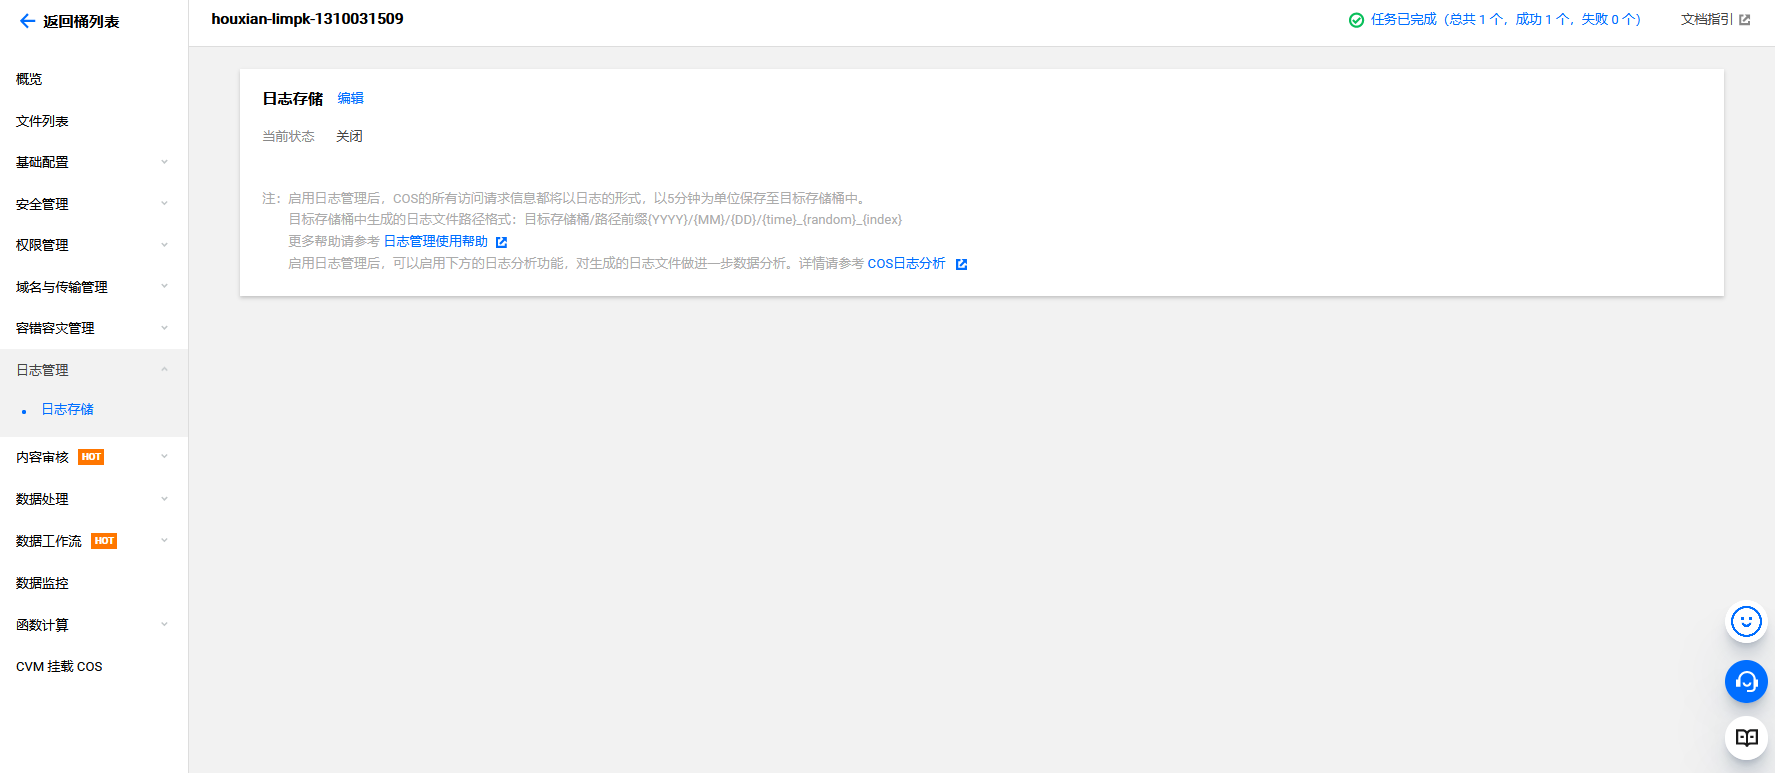 返回桶列表
houxian-limpk-1310031509
任务已完成（总共 1 个，成功 1 个，失败 0 个）
文档指引
概览
文件列表
基础配置
安全管理
权限管理
域名与传输管理
容错容灾管理
日志管理
日志存储
内容审核 HOT
数据处理
数据工作流 HOT
数据监控
函数计算
CVM 挂载 COS
日志存储 编辑
当前状态 关闭
注：启用日志管理后，COS的所有访问请求信息都将以日志的形式，以5分钟为单位保存至目标存储桶中。
目标存储桶中生成的日志文件路径格式：目标存储桶/路径前缀{YYYY}/{MM}/{DD}/{time}_{random}_{index}
更多帮助请参考 日志管理使用帮助
启用日志管理后，可以启用下方的日志分析功能，对生成的日志文件做进一步数据分析。详情请参考 COS日志分析